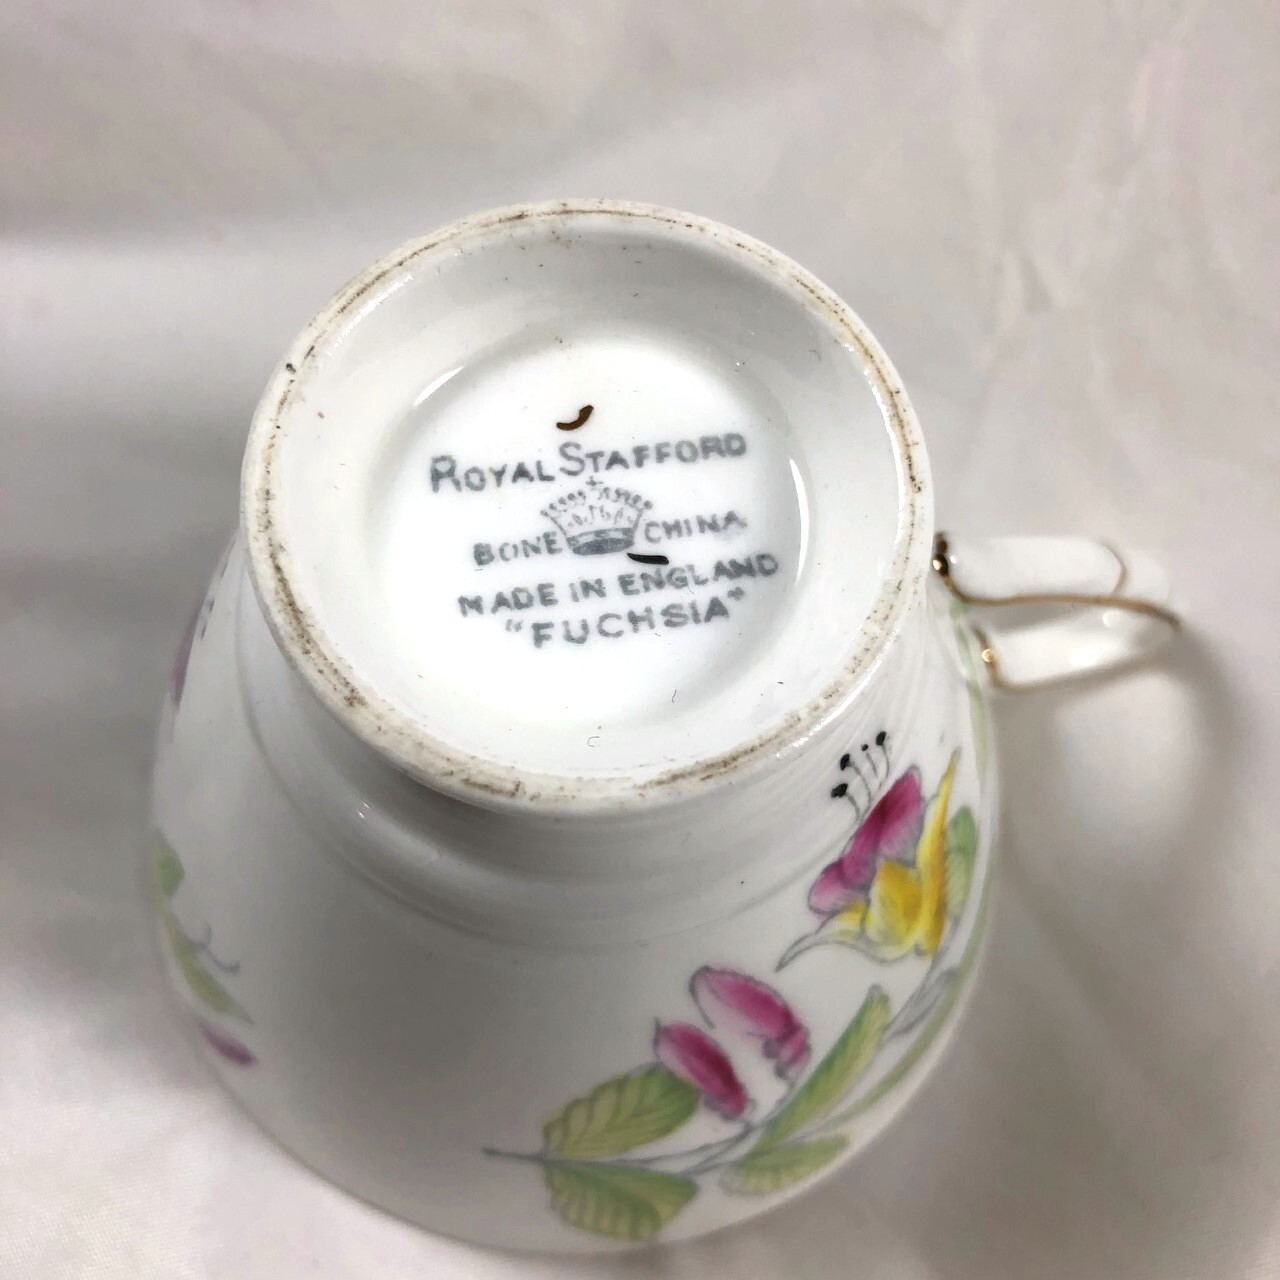 ROYAL STAFFORD
BONE CHINA
MADE IN ENGLAND
"FUCHSIA"